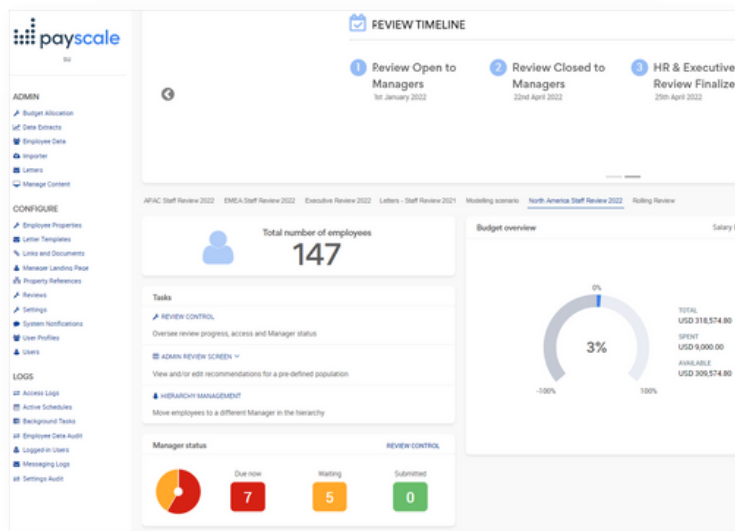 payscale
ADMIN
Budget Allocation
Data Extracts
Employee Data
Importer
Letters
Manage Content
CONFIGURE
Employee Properties
Letter Templates
Links and Documents
Manager Landing Page
Property References
Reviews
Settings
System Notifications
User Profiles
Users
LOGS
Access Logs
Active Schedules
Background Tasks
Employee Data Audit
Logged-in Users
Messaging Logs
Settings Audit
REVIEW TIMELINE
1 Review Open to
Managers
1st January 2022
2 Review Closed to
Managers
22nd April 2022
3 HR & Executive
Review Finalize
25th April 2022
APAC Staff Review 2022 EMEA Staff Review 2022 Executive Review 2022 Letters - Staff Review 2021 Modelling scenario North America Staff Review 2022 Rolling Review
Total number of employees
147
Tasks
REVIEW CONTROL
Oversee review progress, access and Manager status
ADMIN REVIEW SCREEN
View and/or edit recommendations for a pre-defined population
HIERARCHY MANAGEMENT
Move employees to a different Manager in the hierarchy
Manager status REVIEW CONTROL
Due now Waiting Submitted
7 5 0
Budget overview Salary
0%
3%
-100% 100%
TOTAL
USD 318,574.80
SPENT
USD 9,000.00
AVAILABLE
USD 309,574.80